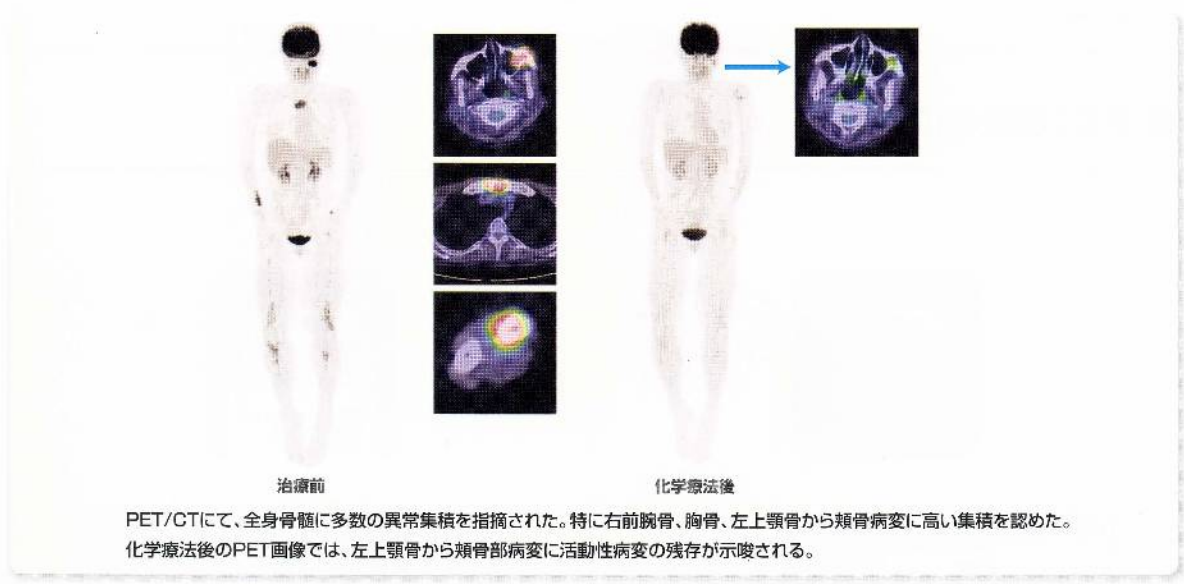 治療前
化学療法後
PET/CTにて、全身骨髄に多数の異常集積を指摘された。特に右前腕骨、胸骨、左上顎骨から頬骨病変に高い集積を認めた。
化学療法後のPET画像では、左上顎骨から頬骨部病変に活動性病変の残存が示唆される。